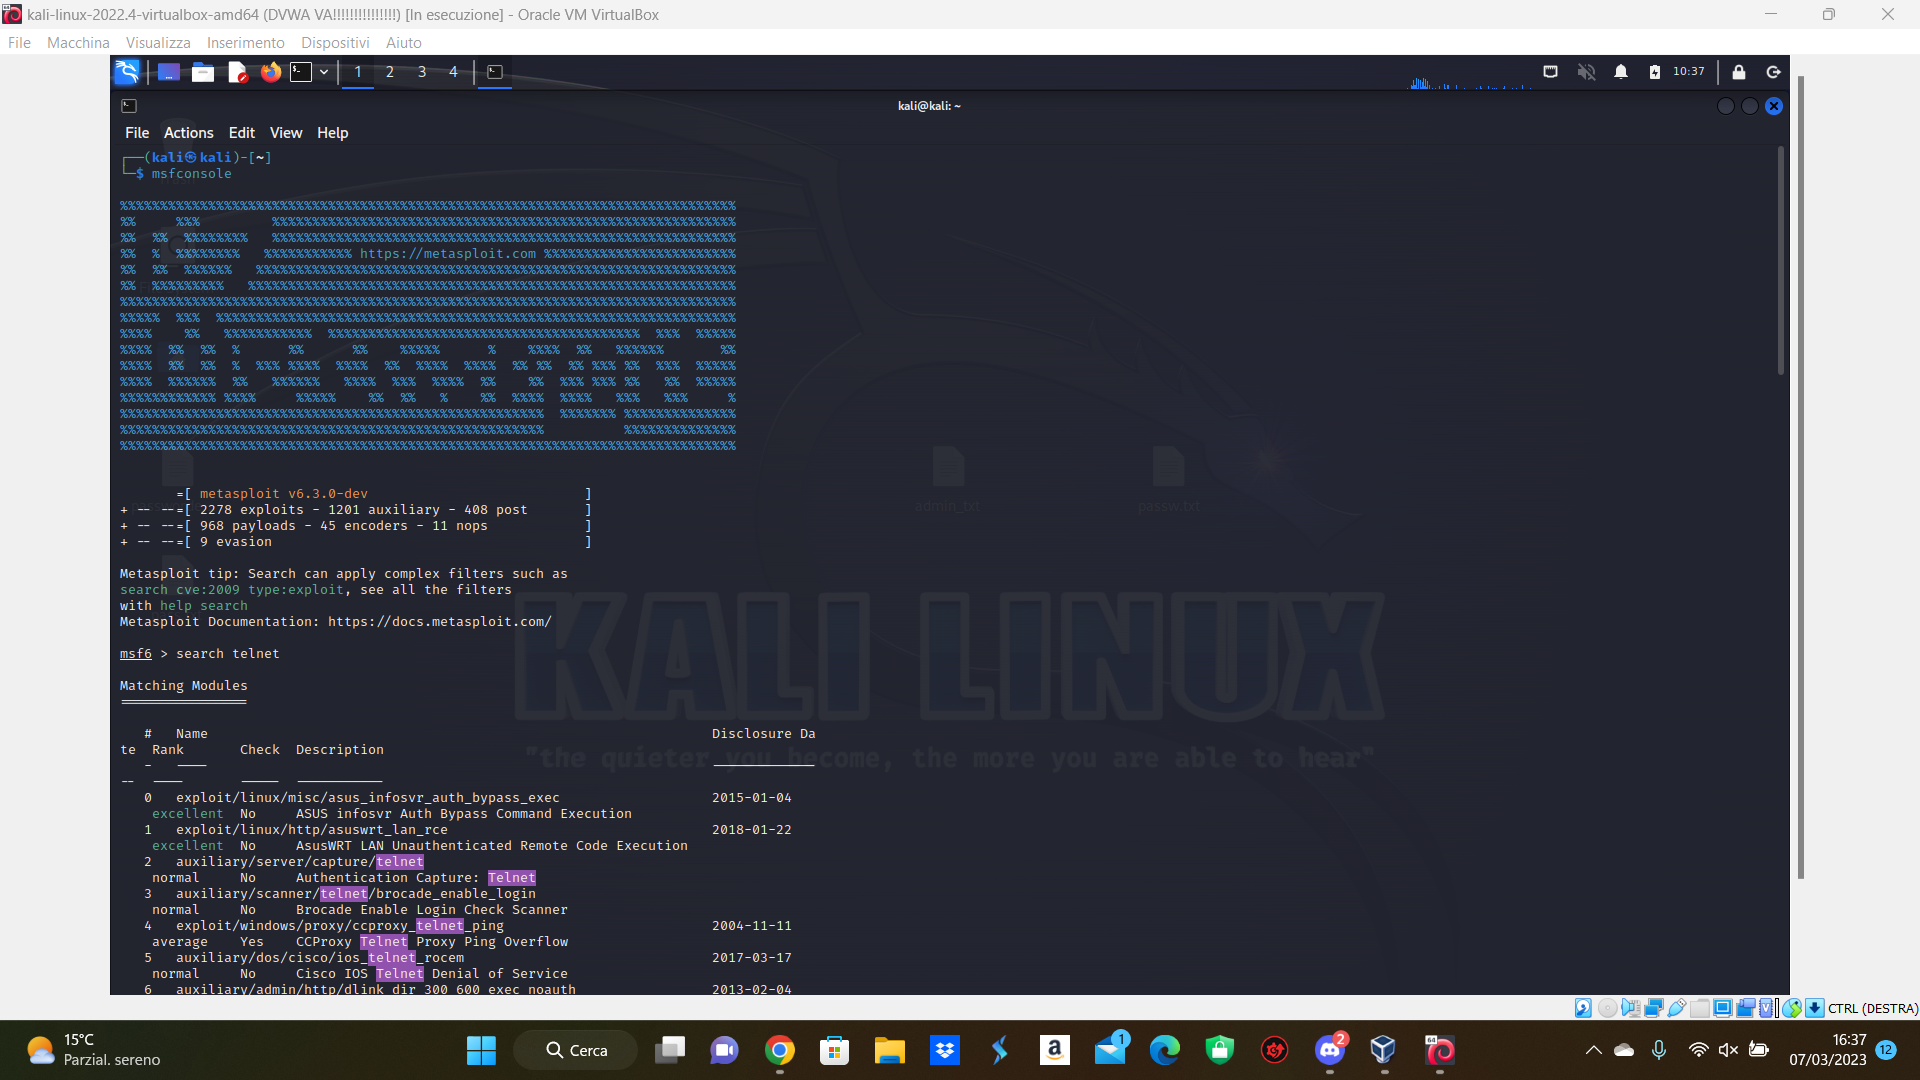 kali-linux-2022.4-virtualbox-amd64 (DVWA VA!!!!!!!!!!!!!!!) [In esecuzione] - Oracle VM VirtualBox
File Macchina Visualizza Inserimento Dispositivi Aiuto
1 2 3 4 10:37
kali@kali: ~
File Actions Edit View Help
(kali㉿kali)-[~]
$ msfconsole
https://metasploit.com
=[ metasploit v6.3.0-dev ]
+ -- --=[ 2278 exploits - 1201 auxiliary - 408 post ]
+ -- --=[ 968 payloads - 45 encoders - 11 nops ]
+ -- --=[ 9 evasion ]
admin_txt passw.txt
Metasploit tip: Search can apply complex filters such as
search cve:2009 type:exploit, see all the filters
with help search
Metasploit Documentation: https://docs.metasploit.com/
KALI LINUX
"the quieter you become, the more you are able to hear"
msf6 > search telnet
Matching Modules
================
# Name Disclosure Da
te Rank Check Description
- ---- -------------
-- ---- ----- -----------
0 exploit/linux/misc/asus_infosvr_auth_bypass_exec 2015-01-04
excellent No ASUS infosvr Auth Bypass Command Execution
1 exploit/linux/http/asuswrt_lan_rce 2018-01-22
excellent No AsusWRT LAN Unauthenticated Remote Code Execution
2 auxiliary/server/capture/telnet
normal No Authentication Capture: Telnet
3 auxiliary/scanner/telnet/brocade_enable_login
normal No Brocade Enable Login Check Scanner
4 exploit/windows/proxy/ccproxy_telnet_ping 2004-11-11
average Yes CCProxy Telnet Proxy Ping Overflow
5 auxiliary/dos/cisco/ios_telnet_rocem 2017-03-17
normal No Cisco IOS Telnet Denial of Service
6 auxiliary/admin/http/dlink_dir_300_600_exec_noauth 2013-02-04
CTRL (DESTRA)
15°C
Parzial. sereno
Cerca
1
2
16:37
07/03/2023
12